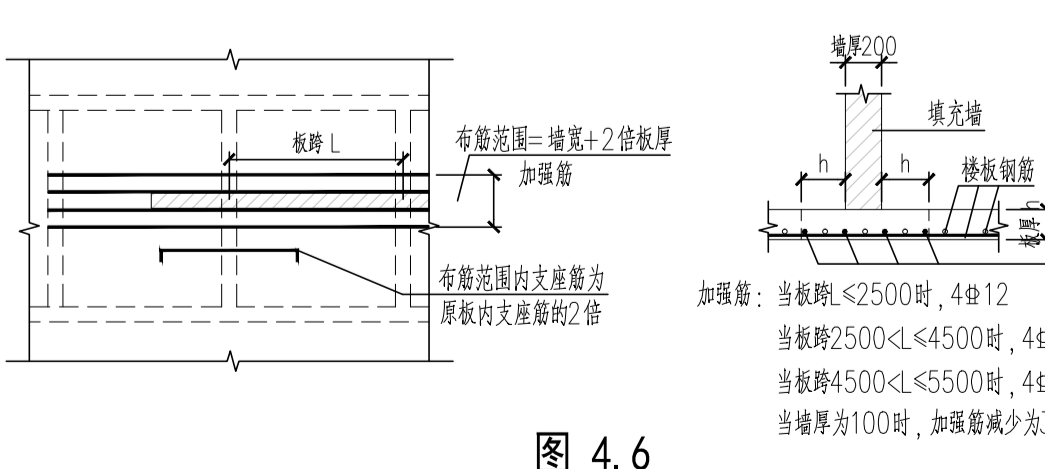 墙厚200
填充墙
板跨 L
布筋范围=墙宽+2倍板厚
加强筋
h
h
楼板钢筋
板厚 h
布筋范围内支座筋为
原板内支座筋的2倍
加强筋：当板跨L≤2500时，4⌀12
当板跨2500<L≤4500时，4
当板跨4500<L≤5500时，4
当墙厚为100时，加强筋减少为
图 4.6